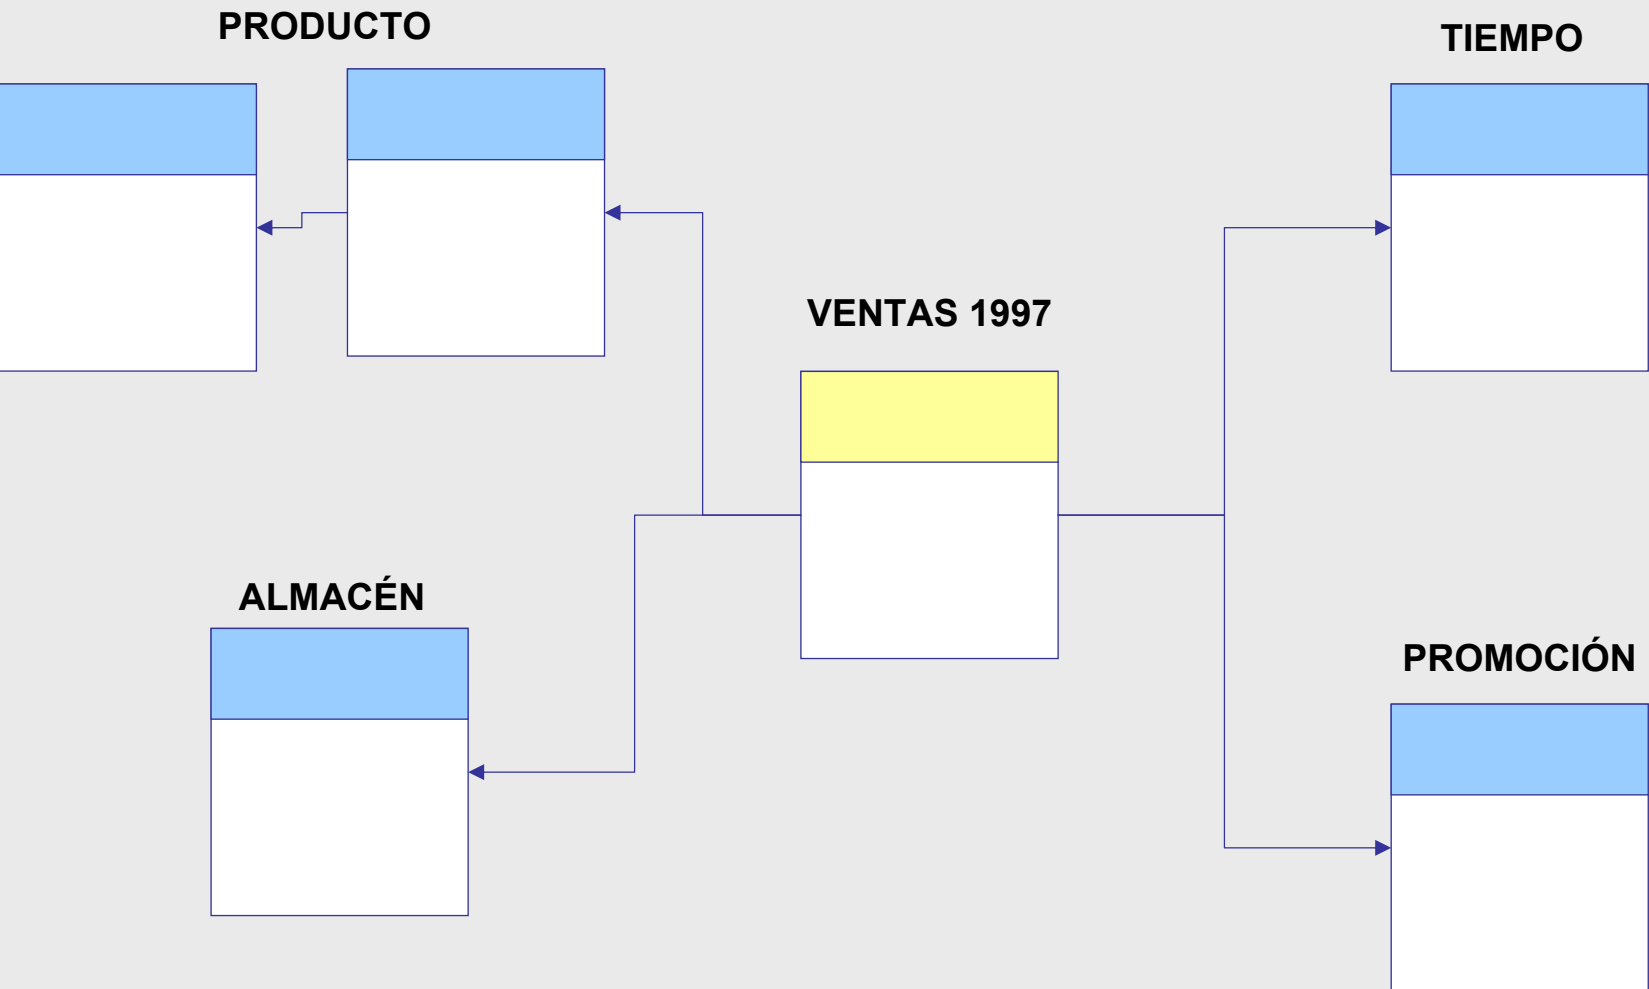 PRODUCTO
TIEMPO
VENTAS 1997
ALMACÉN
PROMOCIÓN